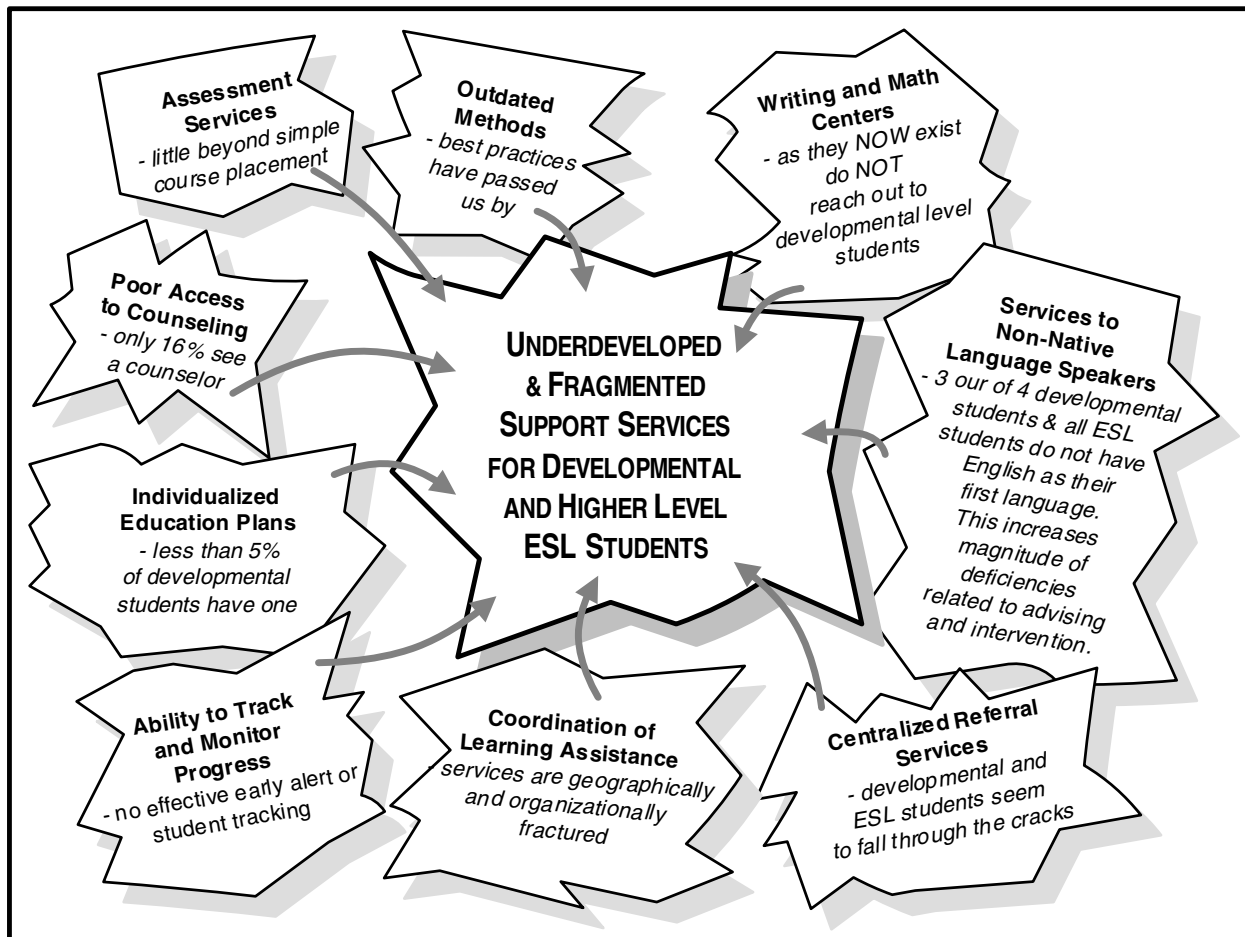 Assessment
Services
- little beyond simple
course placement
Outdated
Methods
- best practices
have passed
us by
Writing and Math
Centers
- as they NOW exist
do NOT
reach out to
developmental level
students
Poor Access
to Counseling
- only 16% see
a counselor
UNDERDEVELOPED
& FRAGMENTED
SUPPORT SERVICES
FOR DEVELOPMENTAL
AND HIGHER LEVEL
ESL STUDENTS
Services to
Non-Native
Language Speakers
- 3 our of 4 developmental
students & all ESL
students do not have
English as their
first language.
This increases
magnitude of
deficiencies
related to advising
and intervention.
Individualized
Education Plans
- less than 5%
of developmental
students have one
Ability to Track
and Monitor
Progress
- no effective early alert or
student tracking
Coordination of
Learning Assistance
- services are geographically
and organizationally
fractured
Centralized Referral
Services
- developmental and
ESL students seem
to fall through the cracks